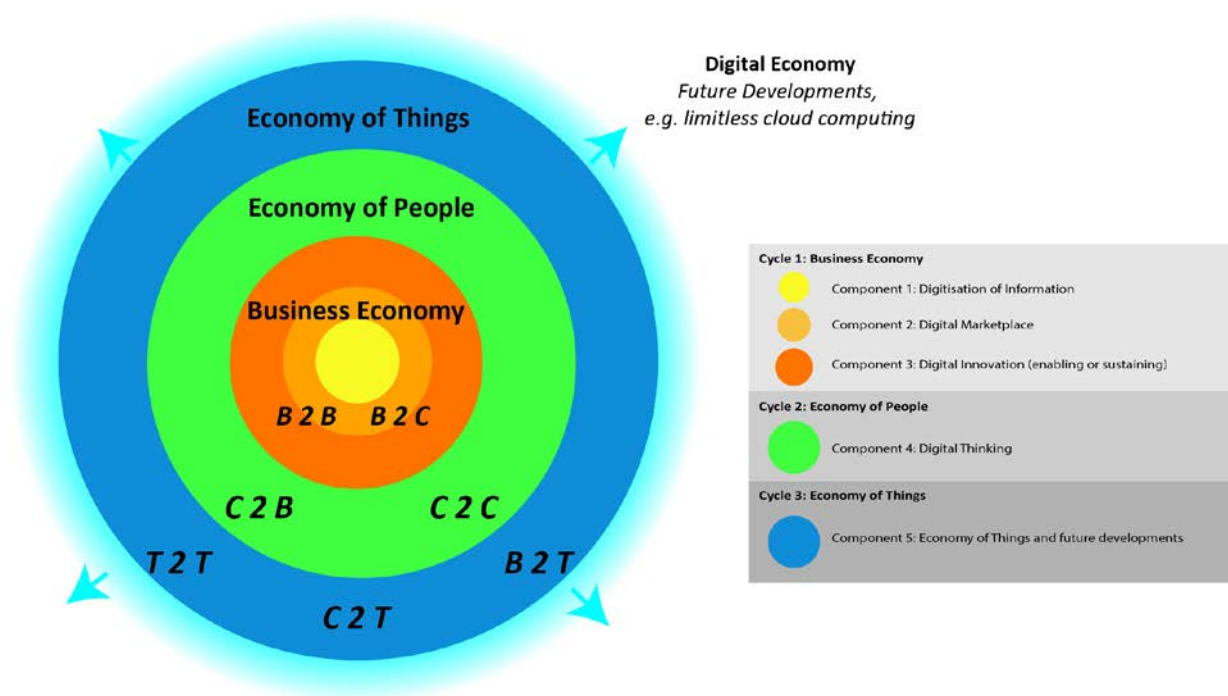 Digital Economy
Future Developments,
e.g. limitless cloud computing
Economy of Things
Economy of People
Business Economy
B 2 B B 2 C
C 2 B C 2 C
T 2 T B 2 T
C 2 T
Cycle 1: Business Economy
Component 1: Digitisation of Information
Component 2: Digital Marketplace
Component 3: Digital Innovation (enabling or sustaining)
Cycle 2: Economy of People
Component 4: Digital Thinking
Cycle 3: Economy of Things
Component 5: Economy of Things and future developments